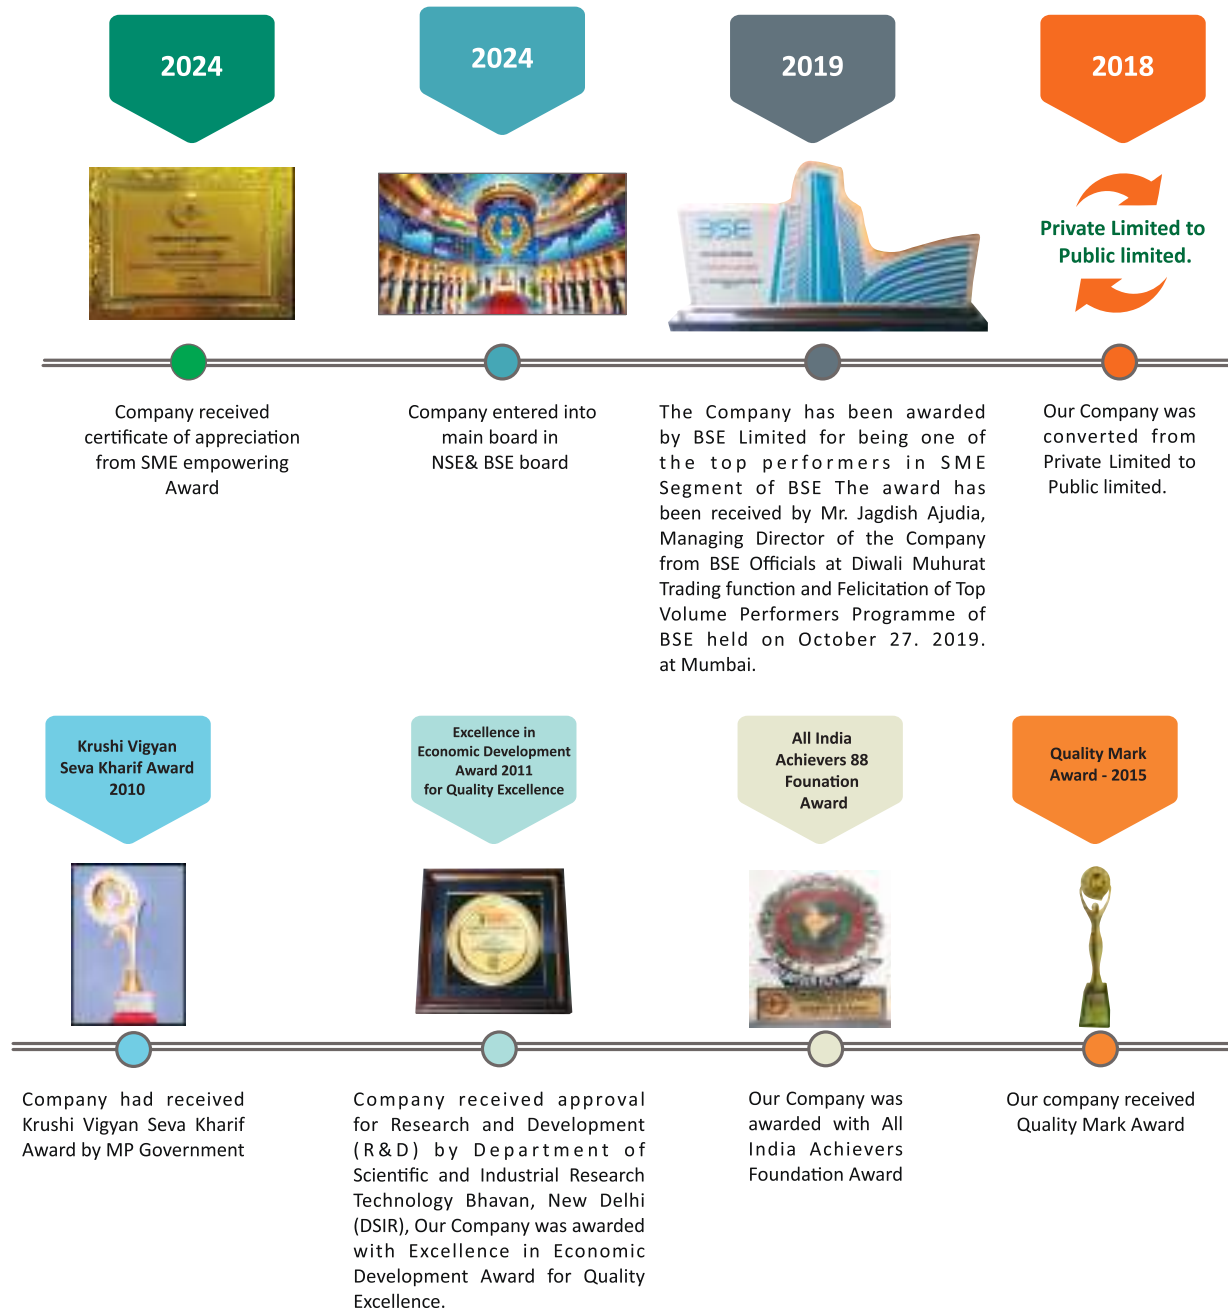 2024
2024
2019
2018
BSE
Private Limited to
Public limited.
Company received
certificate of appreciation
from SME empowering
Award
Company entered into
main board in
NSE& BSE board
The Company has been awarded
by BSE Limited for being one of
the top performers in SME
Segment of BSE The award has
been received by Mr. Jagdish Ajudia,
Managing Director of the Company
from BSE Officials at Diwali Muhurat
Trading function and Felicitation of Top
Volume Performers Programme of
BSE held on October 27. 2019.
at Mumbai.
Our Company was
converted from
Private Limited to
Public limited.
Krushi Vigyan
Seva Kharif Award
2010
Excellence in
Economic Development
Award 2011
for Quality Excellence
All India
Achievers 88
Founation
Award
Quality Mark
Award - 2015
Company had received
Krushi Vigyan Seva Kharif
Award by MP Government
Company received approval
for Research and Development
(R&D) by Department of
Scientific and Industrial Research
Technology Bhavan, New Delhi
(DSIR), Our Company was awarded
with Excellence in Economic
Development Award for Quality
Excellence.
Our Company was
awarded with All
India Achievers
Foundation Award
Our company received
Quality Mark Award